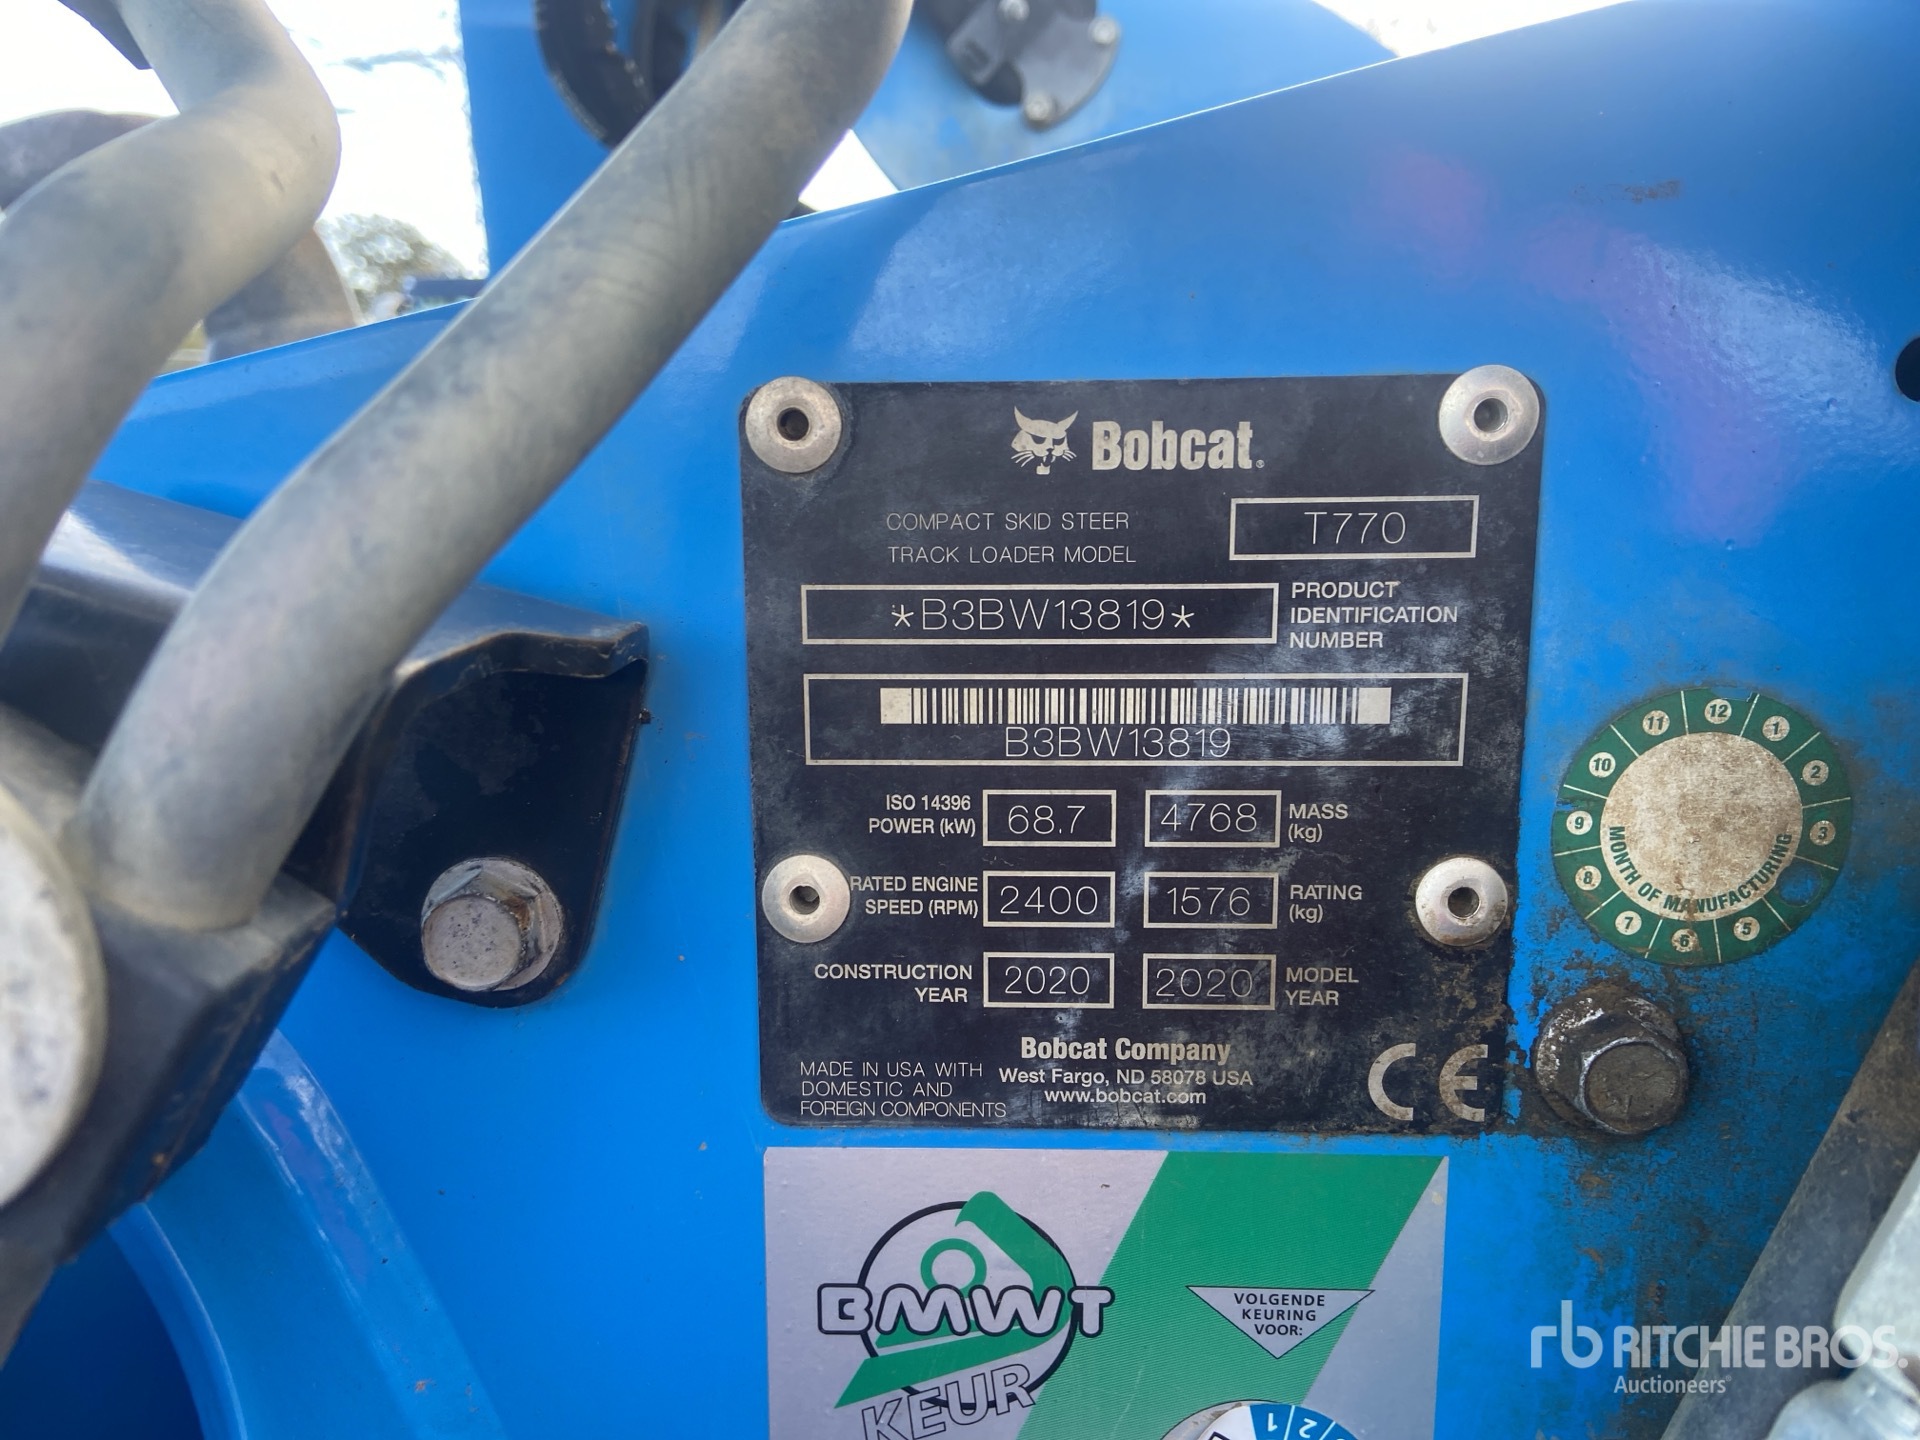 Bobcat®
COMPACT SKID STEER
TRACK LOADER MODEL
T770
*B3BW13819*
PRODUCT
IDENTIFICATION
NUMBER
B3BW13819
ISO 14396
POWER (kW)
68.7
4768
MASS
(kg)
RATED ENGINE
SPEED (RPM)
2400
1576
RATING
(kg)
CONSTRUCTION
YEAR
2020
2020
MODEL
YEAR
Bobcat Company
West Fargo, ND 58078 USA
www.bobcat.com
MADE IN USA WITH
DOMESTIC AND
FOREIGN COMPONENTS
CE
11 12 1 2 3 5 6 7 8 9 10
MONTH OF MANUFACTURING
BMWT
KEUR
VOLGENDE
KEURING
VOOR:
1 2
rb RITCHIE BROS.
Auctioneers